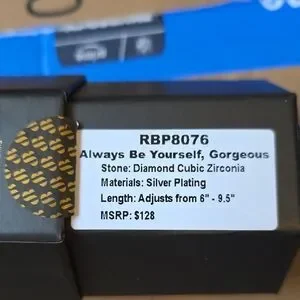 RBP8076
Always Be Yourself, Gorgeous
Stone: Diamond Cubic Zirconia
Materials: Silver Plating
Length: Adjusts from 6" - 9.5"
MSRP: $128